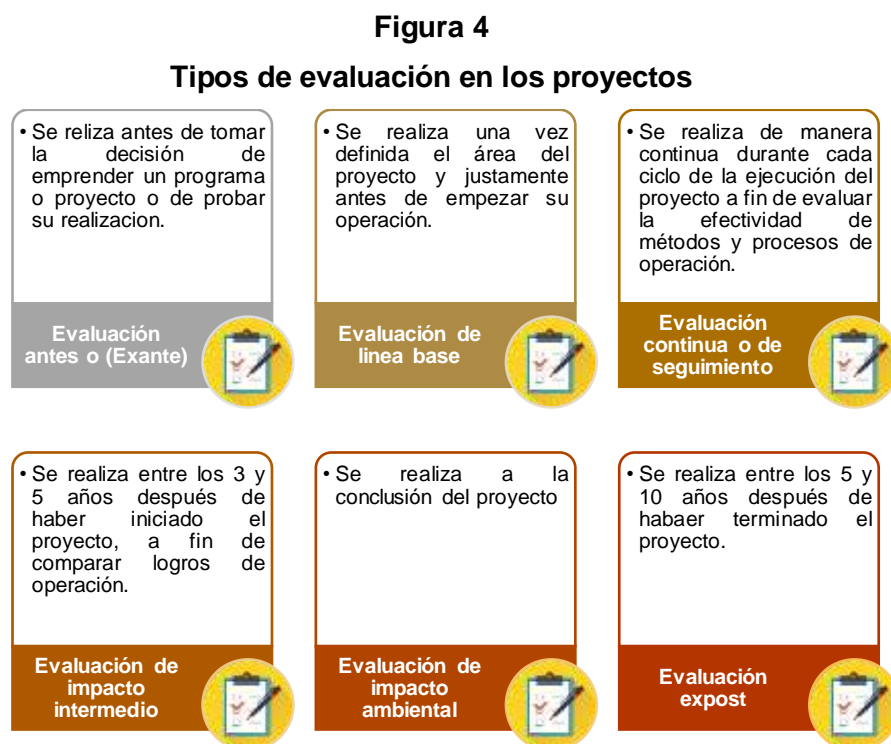 Figura 4
Tipos de evaluación en los proyectos
• Se reliza antes de tomar
la decisión de
emprender un programa
o proyecto o de probar
su realizacion.
Evaluación
antes o (Exante)
• Se realiza una vez
definida el área del
proyecto y justamente
antes de empezar su
operación.
Evaluación de
linea base
• Se realiza de manera
continua durante cada
ciclo de la ejecución del
proyecto a fin de evaluar
la efectividad de
métodos y procesos de
operación.
Evaluación
continua o de
seguimiento
• Se realiza entre los 3 y
5 años después de
haber iniciado el
proyecto, a fin de
comparar logros de
operación.
Evaluación de
impacto
intermedio
• Se realiza a la
conclusión del proyecto
Evaluación de
impacto
ambiental
• Se realiza entre los 5 y
10 años después de
habaer terminado el
proyecto.
Evaluación
expost